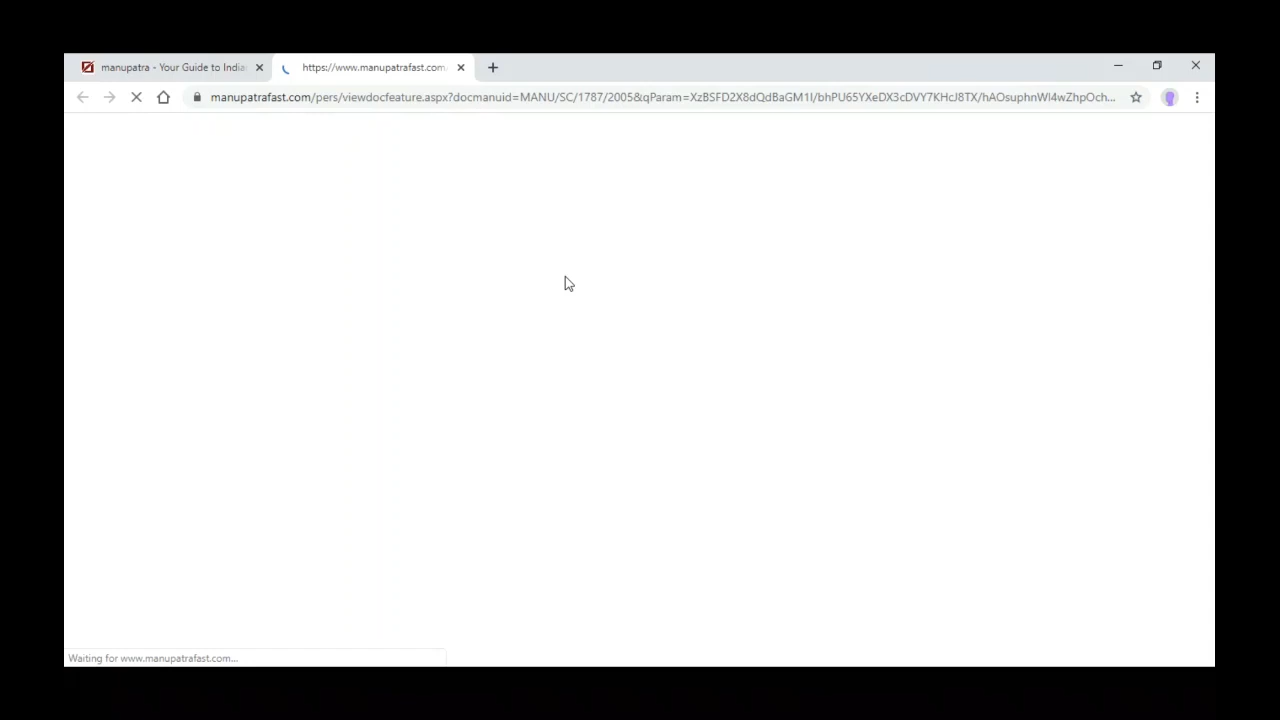 manupatra - Your Guide to India
https://www.manupatrafast.com
manupatrafast.com/pers/viewdocfeature.aspx?docmanuid=MANU/SC/1787/2005&qParam=XzBSFD2X8dQdBaGM1I/bhPU65YXeDX3cDVY7KHcJ8TX/hAOsuphnWl4wZhpOch...
Waiting for www.manupatrafast.com...